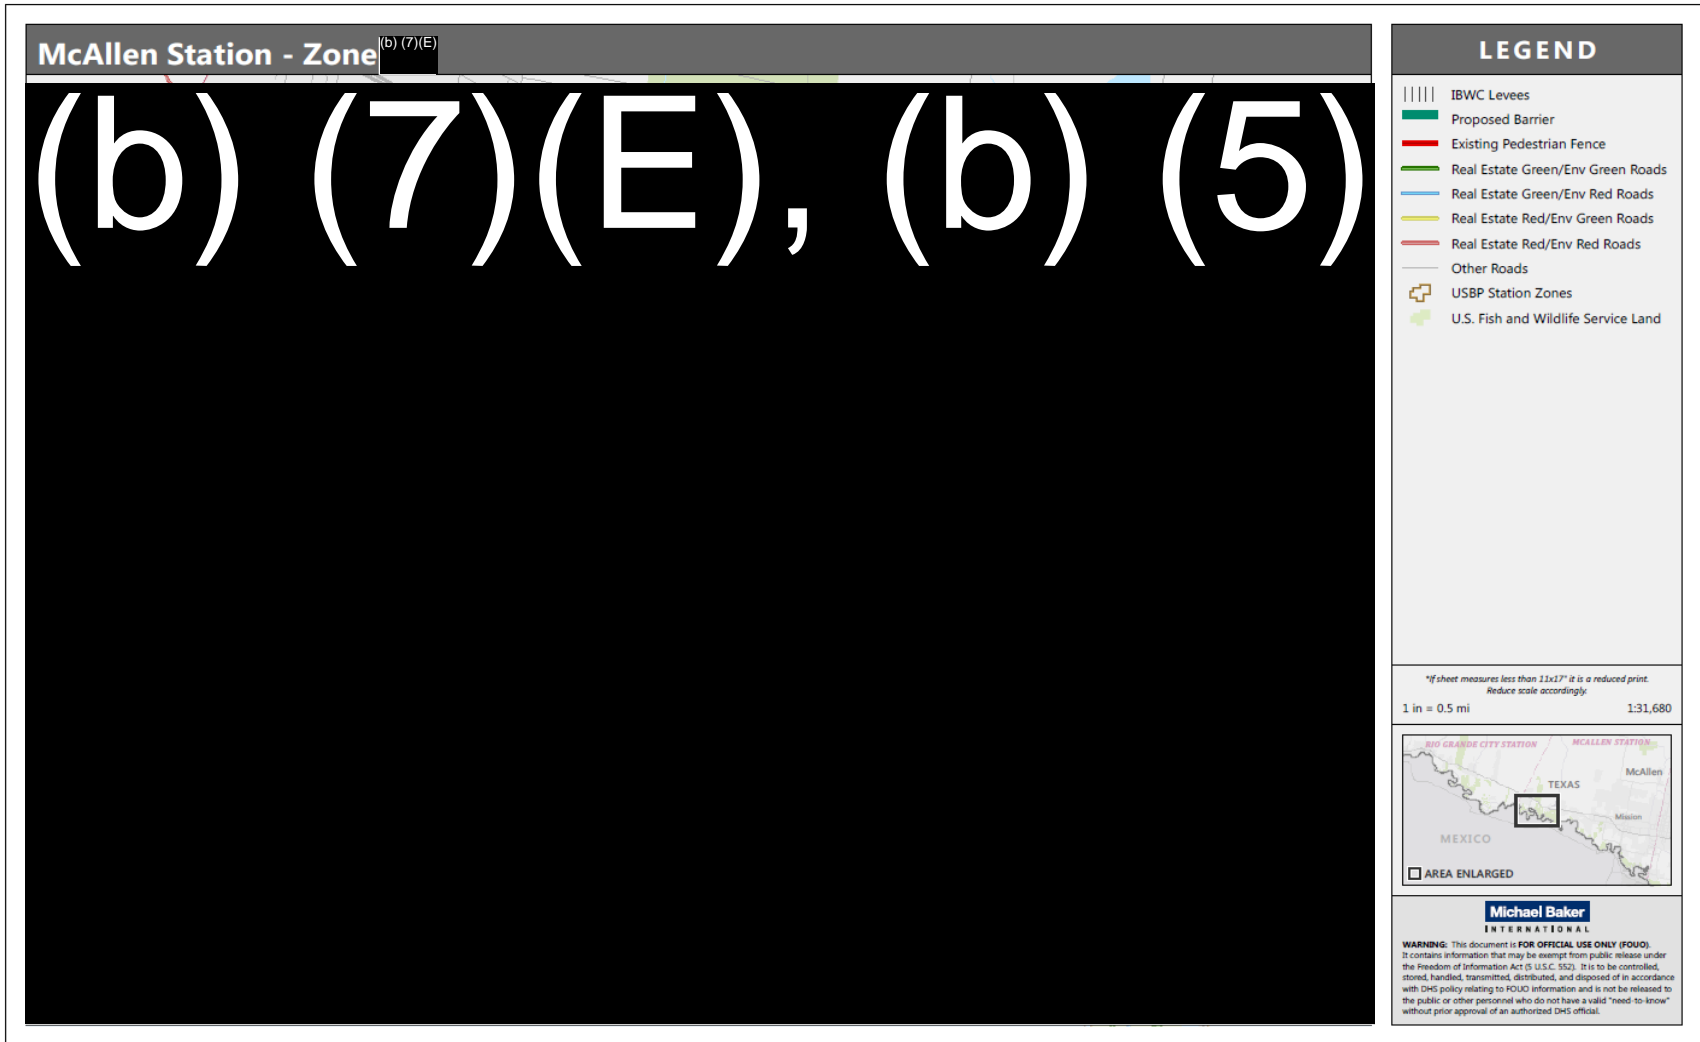 McAllen Station - Zone (b) (7)(E)
(b) (7)(E), (b) (5)
LEGEND
IBWC Levees
Proposed Barrier
Existing Pedestrian Fence
Real Estate Green/Env Green Roads
Real Estate Green/Env Red Roads
Real Estate Red/Env Green Roads
Real Estate Red/Env Red Roads
Other Roads
USBP Station Zones
U.S. Fish and Wildlife Service Land
*If sheet measures less than 11x17" it is a reduced print.
Reduce scale accordingly.
1 in = 0.5 mi 1:31,680
RIO GRANDE CITY STATION MCALLEN STATION
McAllen
TEXAS
Mission
MEXICO
AREA ENLARGED
Michael Baker
INTERNATIONAL
WARNING: This document is FOR OFFICIAL USE ONLY (FOUO).
It contains information that may be exempt from public release under
the Freedom of Information Act (5 U.S.C. 552). It is to be controlled,
stored, handled, transmitted, distributed, and disposed of in accordance
with DHS policy relating to FOUO information and is not be released to
the public or other personnel who do not have a valid "need-to-know"
without prior approval of an authorized DHS official.